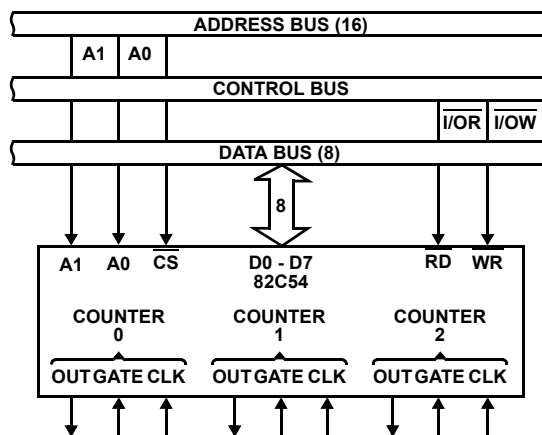 ADDRESS BUS (16)
A1 A0
CONTROL BUS
I/OR I/OW
DATA BUS (8)
8
A1 A0 CS D0 - D7 RD WR
82C54
COUNTER COUNTER COUNTER
0 1 2
OUT GATE CLK OUT GATE CLK OUT GATE CLK